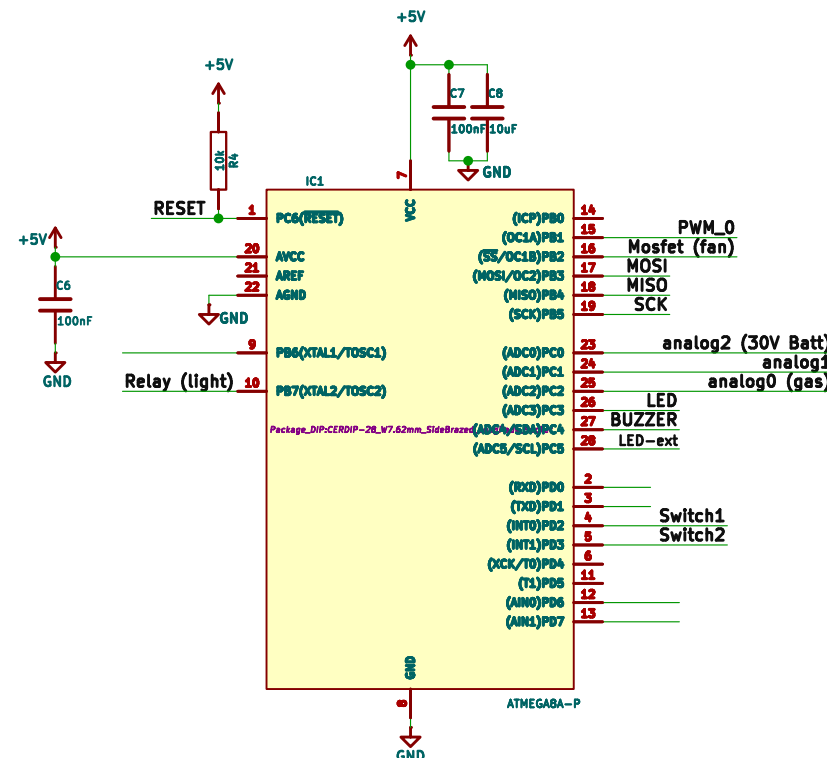 +5V
+5V
C7
C8
100nF
10uF
GND
10k
R4
IC1
7
VCC
RESET
1
PC6(RESET)
+5V
20
AVCC
21
AREF
22
AGND
GND
C6
100nF
GND
9
PB6(XTAL1/TOSC1)
Relay (light)
10
PB7(XTAL2/TOSC2)
(ICP)PB0
14
(OC1A)PB1
15
PWM_0
(SS/OC1B)PB2
16
Mosfet (fan)
(MOSI/OC2)PB3
17
MOSI
(MISO)PB4
18
MISO
(SCK)PB5
19
SCK
(ADC0)PC0
23
analog2 (30V Batt)
(ADC1)PC1
24
analog1
(ADC2)PC2
25
analog0 (gas)
(ADC3)PC3
26
LED
Package_DIP:CERDIP-28_W7.62mm_SideBrazed
(ADC4/SDA)PC4
27
BUZZER
(ADC5/SCL)PC5
28
LED-ext
(RXD)PD0
2
(TXD)PD1
3
(INT0)PD2
4
Switch1
(INT1)PD3
5
Switch2
(XCK/T0)PD4
6
(T1)PD5
11
(AIN0)PD6
12
(AIN1)PD7
13
GND
8
ATMEGA8A-P
GND